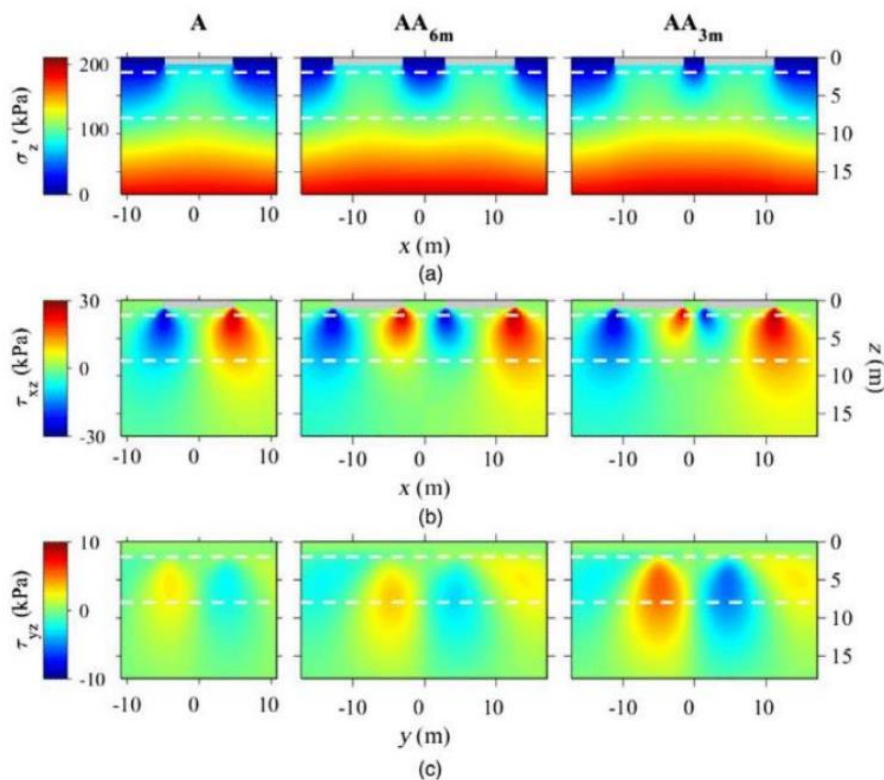 A AA6m AA3m
200 100 0 σz' (kPa) 0 5 10 15
-10 0 10 -10 0 10 -10 0 10
x (m)
(a)
30 0 -30 τxz (kPa) 0 5 10 15 z (m)
-10 0 10 -10 0 10 -10 0 10
x (m)
(b)
10 0 -10 τyz (kPa) 0 5 10 15
-10 0 10 -10 0 10 -10 0 10
y (m)
(c)